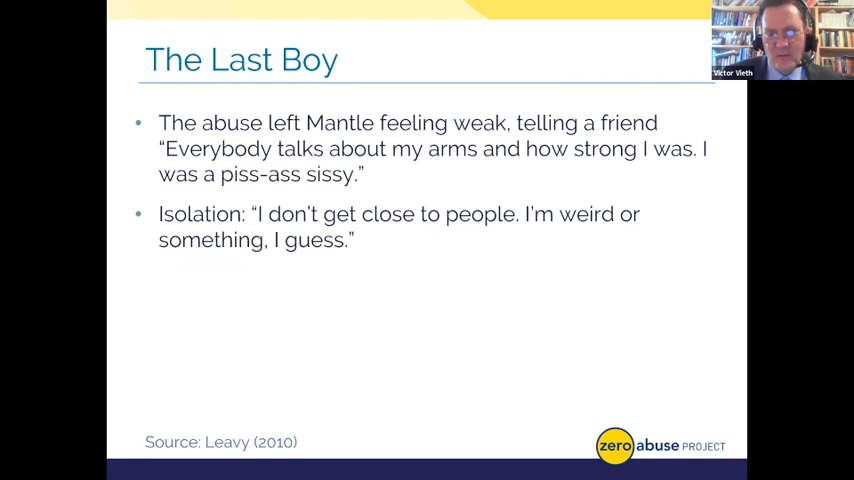 Victor Vieth
The Last Boy
• The abuse left Mantle feeling weak, telling a friend
“Everybody talks about my arms and how strong I was. I
was a piss-ass sissy.”
• Isolation: “I don’t get close to people. I’m weird or
something, I guess.”
Source: Leavy (2010)
zero abuse PROJECT